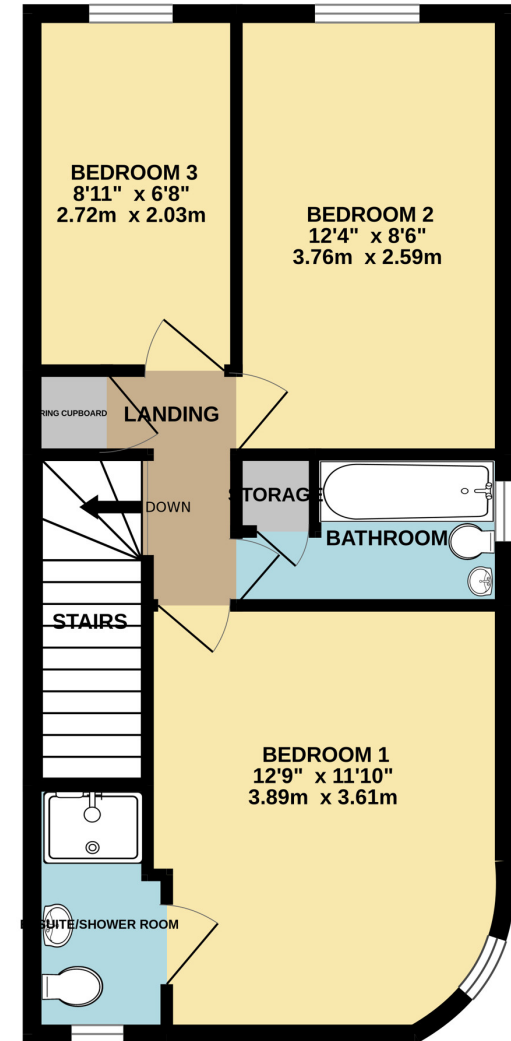 BEDROOM 3
8'11" x 6'8"
2.72m x 2.03m
BEDROOM 2
12'4" x 8'6"
3.76m x 2.59m
CUPBOARD
LANDING
STORAGE
DOWN
BATHROOM
STAIRS
BEDROOM 1
12'9" x 11'10"
3.89m x 3.61m
SUITE/SHOWER ROOM